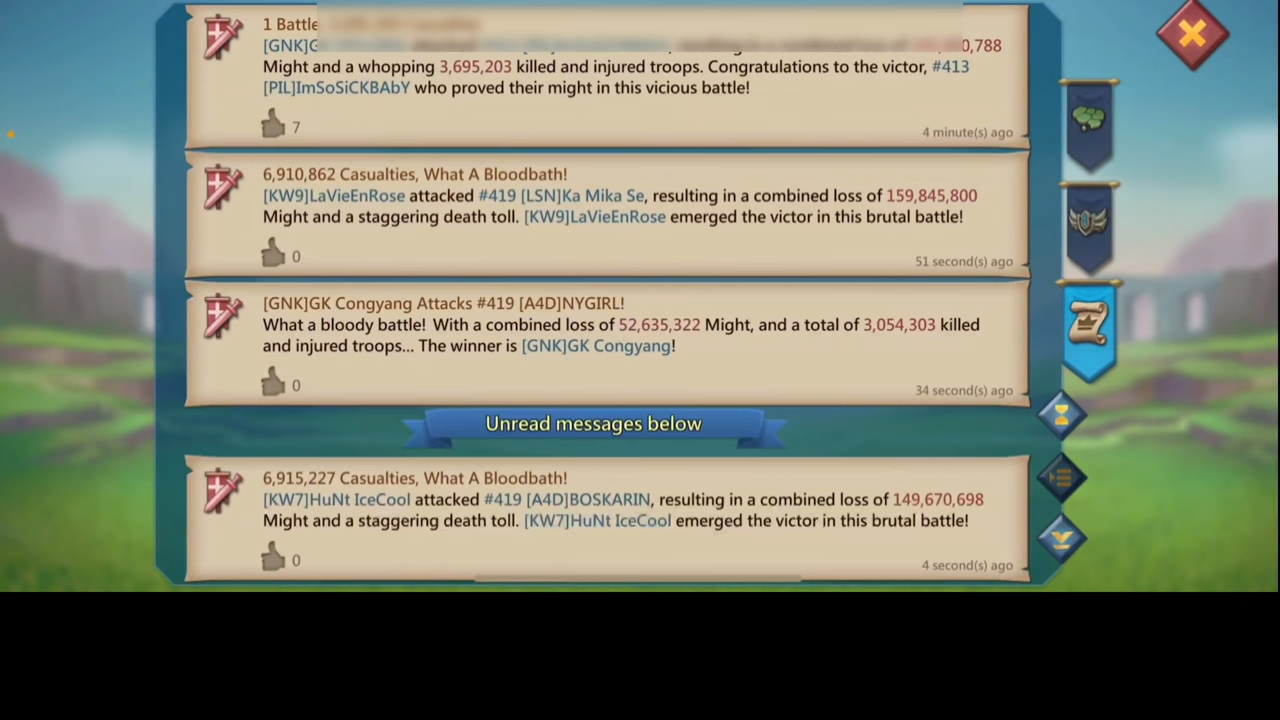 1 Battle
[GNK]G
0,788
Might and a whopping 3,695,203 killed and injured troops. Congratulations to the victor, #413
[PIL]ImSoSiCKBAbY who proved their might in this vicious battle!
7
4 minute(s) ago
6,910,862 Casualties, What A Bloodbath!
[KW9]LaVieEnRose attacked #419 [LSN]Ka Mika Se, resulting in a combined loss of 159,845,800
Might and a staggering death toll. [KW9]LaVieEnRose emerged the victor in this brutal battle!
0
51 second(s) ago
[GNK]GK Congyang Attacks #419 [A4D]NYGIRL!
What a bloody battle! With a combined loss of 52,635,322 Might, and a total of 3,054,303 killed
and injured troops... The winner is [GNK]GK Congyang!
0
34 second(s) ago
Unread messages below
6,915,227 Casualties, What A Bloodbath!
[KW7]HuNt IceCool attacked #419 [A4D]BOSKARIN, resulting in a combined loss of 149,670,698
Might and a staggering death toll. [KW7]HuNt IceCool emerged the victor in this brutal battle!
0
4 second(s) ago